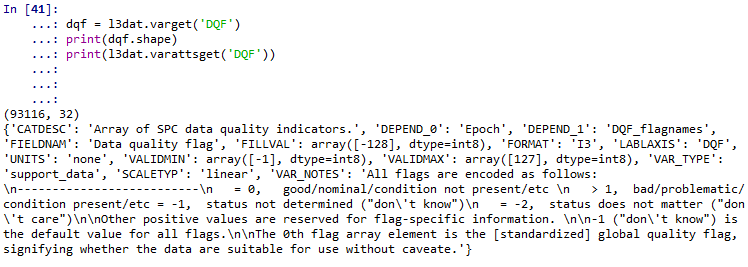 In [41]:
    ...: dqf = l3dat.varget('DQF')
    ...: print(dqf.shape)
    ...: print(l3dat.varattsget('DQF'))
    ...:
    ...:
    ...:
(93116, 32)
{'CATDESC': 'Array of SPC data quality indicators.', 'DEPEND_0': 'Epoch', 'DEPEND_1': 'DQF_flagnames',
'FIELDNAM': 'Data quality flag', 'FILLVAL': array([-128], dtype=int8), 'FORMAT': 'I3', 'LABLAXIS': 'DQF',
'UNITS': 'none', 'VALIDMIN': array([-1], dtype=int8), 'VALIDMAX': array([127], dtype=int8), 'VAR_TYPE':
'support_data', 'SCALETYP': 'linear', 'VAR_NOTES': 'All flags are encoded as follows:
\n-------------------------\n   = 0,   good/nominal/condition not present/etc \n   > 1,  bad/problematic/
condition present/etc = -1,  status not determined ("don\'t know")\n   = -2,  status does not matter ("don
\'t care")\n\nOther positive values are reserved for flag-specific information. \n\n-1 ("don\'t know") is
the default value for all flags.\n\nThe 0th flag array element is the [standardized] global quality flag,
signifying whether the data are suitable for use without caveate.'}